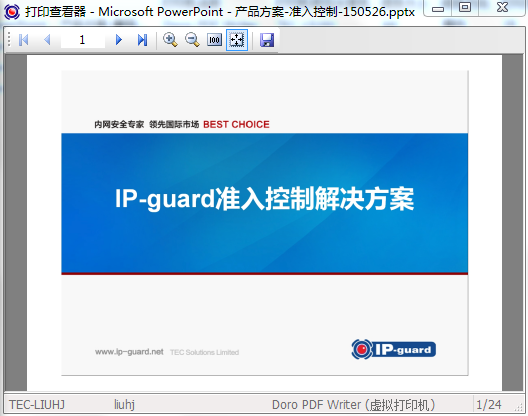 打印查看器 - Microsoft PowerPoint - 产品方案-准入控制-150526.pptx
1
100
内网安全专家 领先国际市场 BEST CHOICE
IP-guard准入控制解决方案
www.ip-guard.net TEC Solutions Limited
IP-guard
TEC-LIUHJ liuhj Doro PDF Writer (虚拟打印机) 1/24